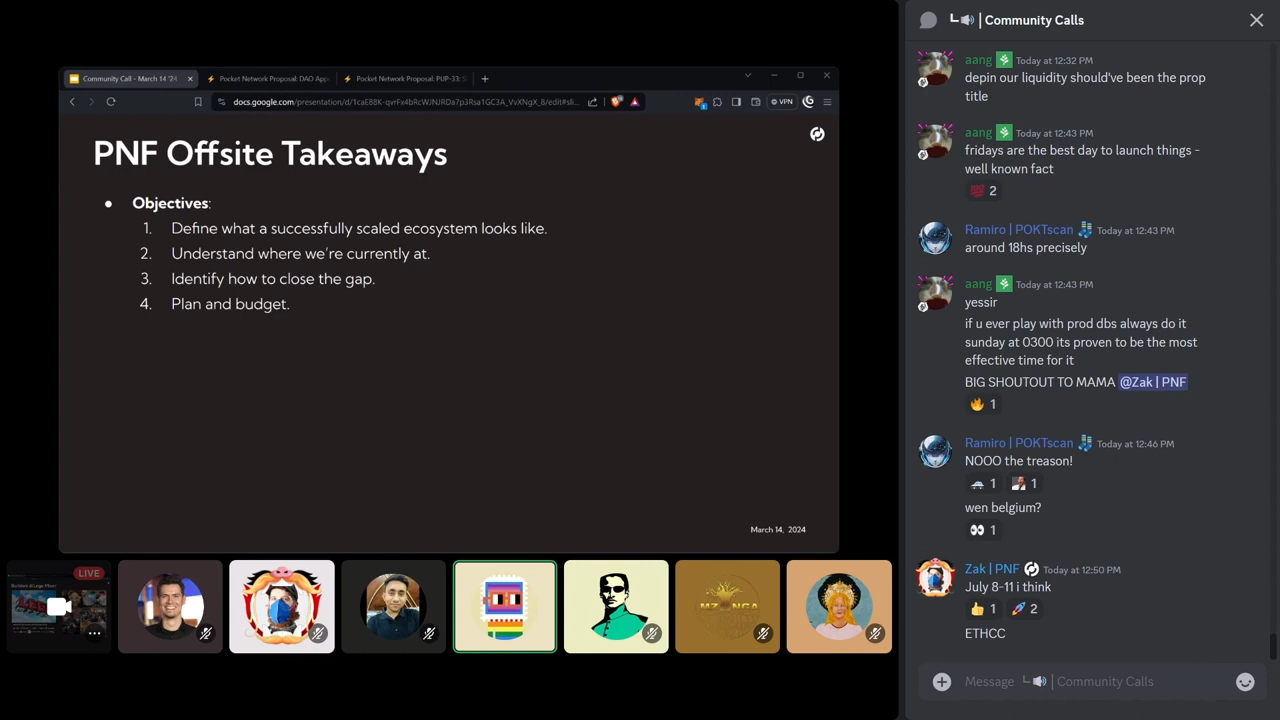 Community Call - March 14 '24
Pocket Network Proposal: DAO App
Pocket Network Proposal: PUP-33: S
VPN
PNF Offsite Takeaways
Objectives:
1. Define what a successfully scaled ecosystem looks like.
2. Understand where we're currently at.
3. Identify how to close the gap.
4. Plan and budget.
March 14, 2024
LIVE
MZONGA
Community Calls
aang Today at 12:32 PM
depin our liquidity should've been the prop
title
aang Today at 12:43 PM
fridays are the best day to launch things -
well known fact
💯 2
Ramiro | POKTscan Today at 12:43 PM
around 18hs precisely
aang Today at 12:43 PM
yessir
if u ever play with prod dbs always do it
sunday at 0300 its proven to be the most
effective time for it
BIG SHOUTOUT TO MAMA @Zak | PNF
🔥 1
Ramiro | POKTscan Today at 12:46 PM
NOOO the treason!
1 1
wen belgium?
👀 1
Zak | PNF Today at 12:50 PM
July 8-11 i think
👍 1 🚀 2
ETHCC
Message Community Calls